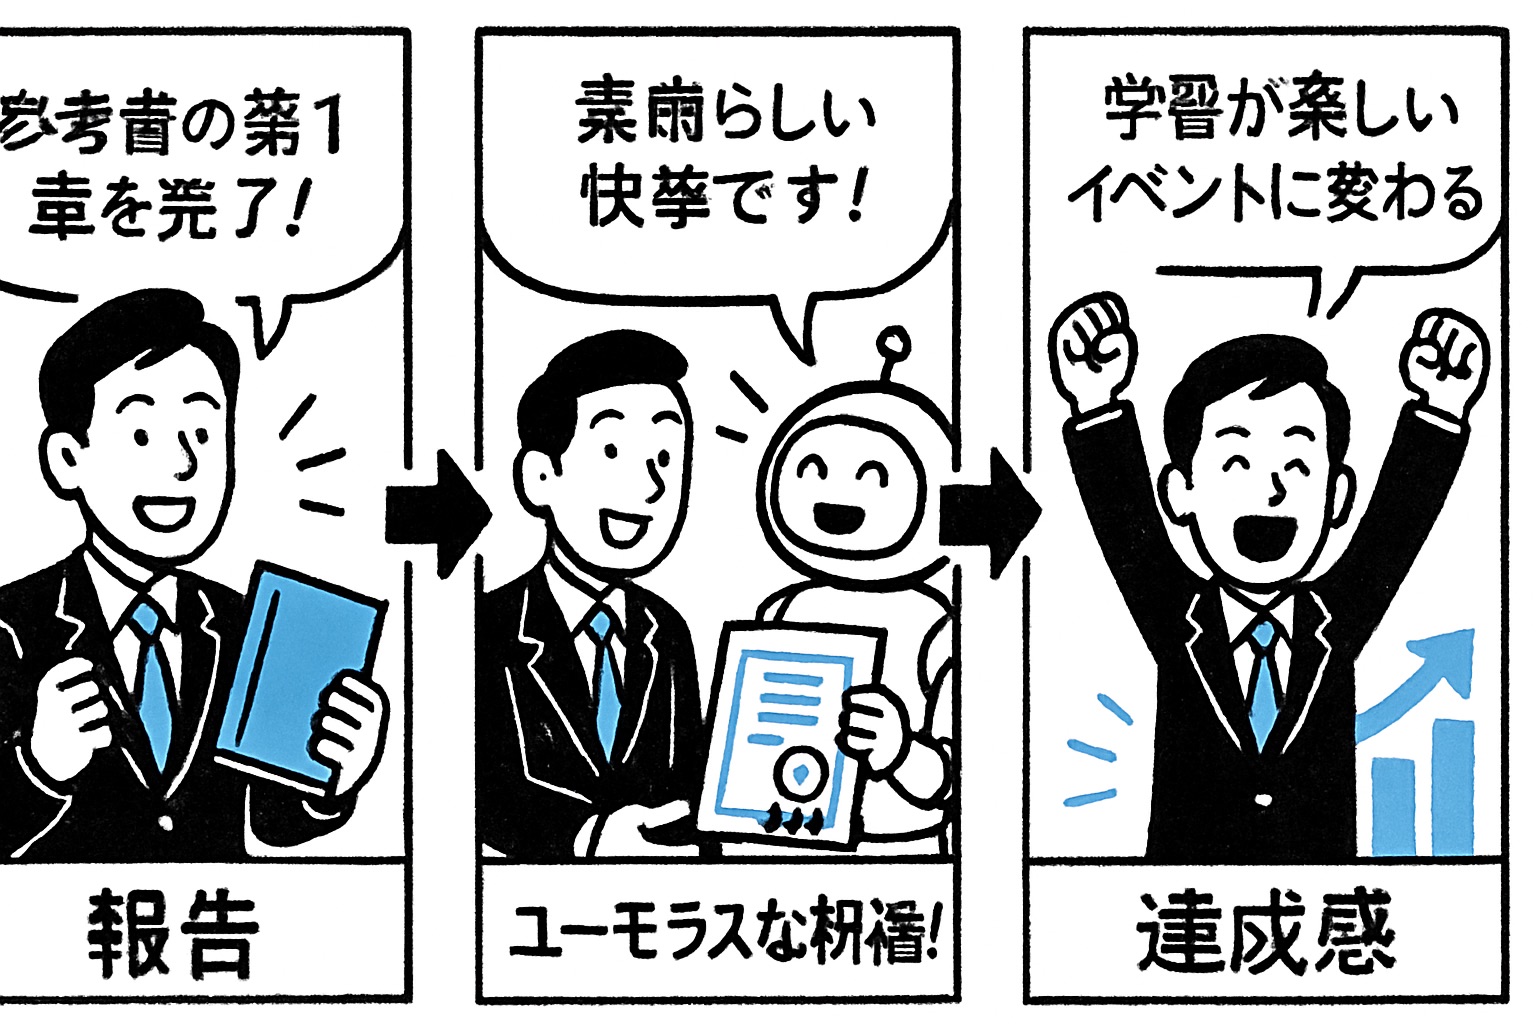 参考書の第1
章を完了!
素晴らしい
快挙です!
学習が楽しい
イベントに変わる
報告
ユーモラスな祝福!
達成感